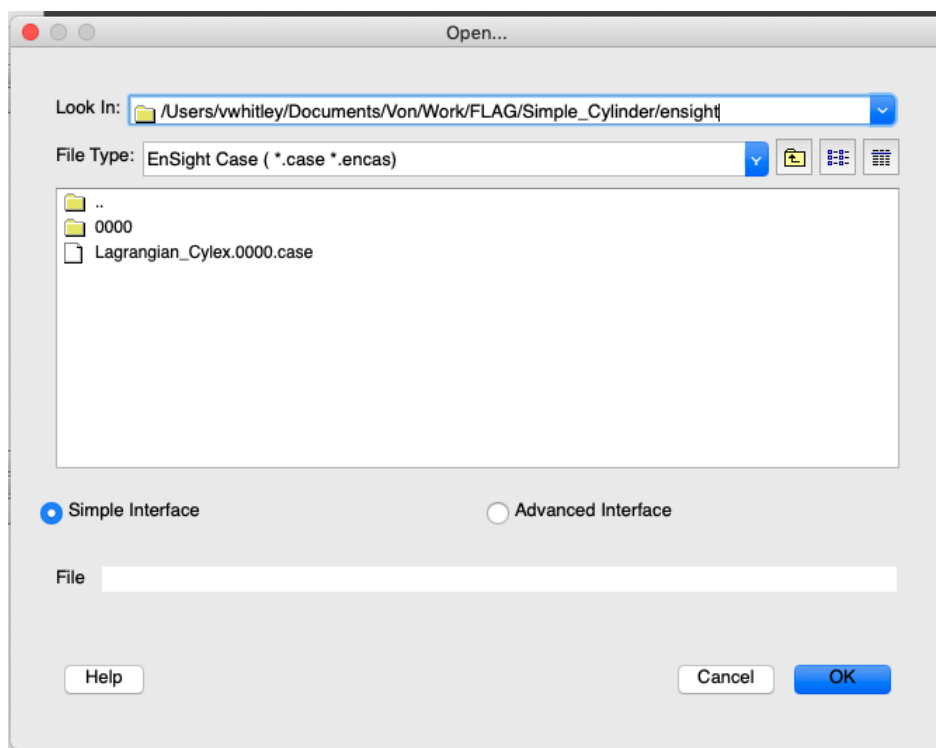 Open...
Look In: /Users/vwhitley/Documents/Von/Work/FLAG/Simple_Cylinder/ensight
File Type: EnSight Case ( *.case *.encas)
..
0000
Lagrangian_Cylex.0000.case
Simple Interface Advanced Interface
File
Help Cancel OK